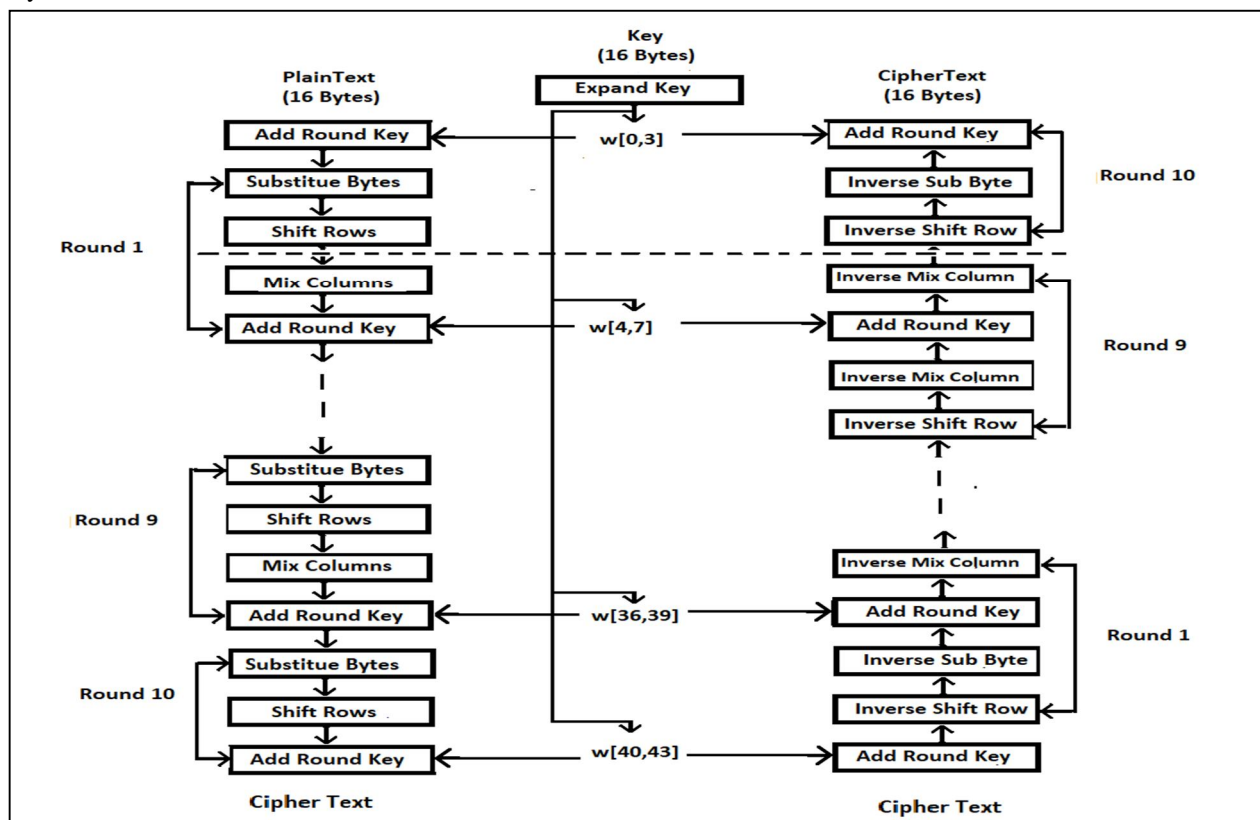 Key
(16 Bytes)
PlainText
(16 Bytes)
Expand Key
CipherText
(16 Bytes)
Add Round Key
w[0,3]
Add Round Key
Substitue Bytes
Inverse Sub Byte
Round 10
Shift Rows
Inverse Shift Row
Round 1
Mix Columns
Inverse Mix Column
Add Round Key
w[4,7]
Add Round Key
Round 9
Inverse Mix Column
Inverse Shift Row
Substitue Bytes
Round 9
Shift Rows
Mix Columns
Inverse Mix Column
Add Round Key
w[36,39]
Add Round Key
Round 1
Substitue Bytes
Inverse Sub Byte
Round 10
Shift Rows
Inverse Shift Row
Add Round Key
w[40,43]
Add Round Key
Cipher Text
Cipher Text